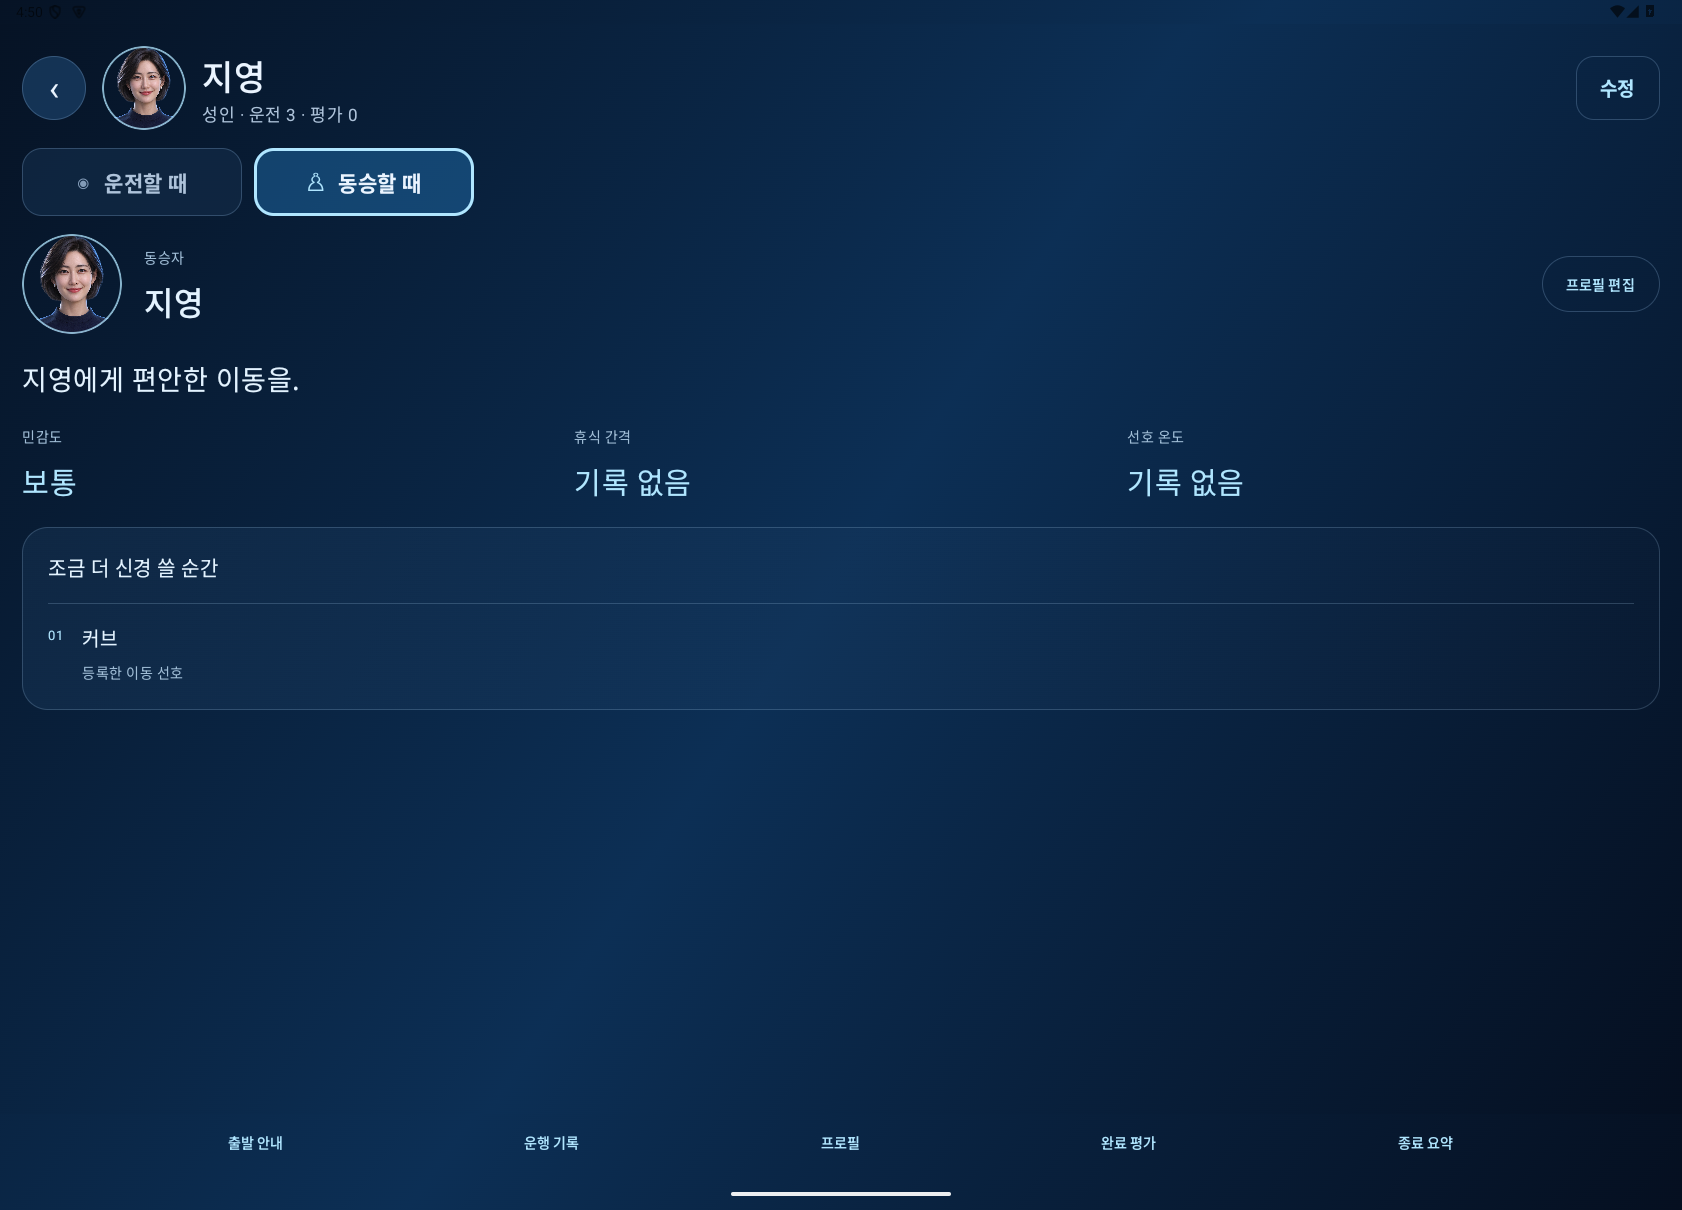 4:50
지영
성인 · 운전 3 · 평가 0
수정
운전할 때
동승할 때
동승자
지영
프로필 편집
지영에게 편안한 이동을.
민감도
보통
휴식 간격
기록 없음
선호 온도
기록 없음
조금 더 신경 쓸 순간
01 커브
등록한 이동 선호
출발 안내
운행 기록
프로필
완료 평가
종료 요약